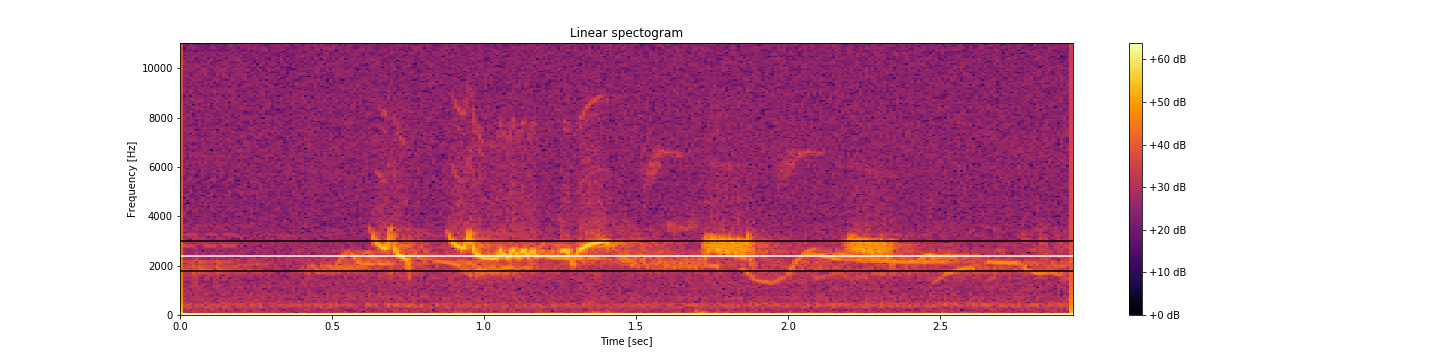 Linear spectogram
Frequency [Hz]
10000
8000
6000
4000
2000
0
0.0 0.5 1.0 1.5 2.0 2.5
Time [sec]
+60 dB
+50 dB
+40 dB
+30 dB
+20 dB
+10 dB
+0 dB